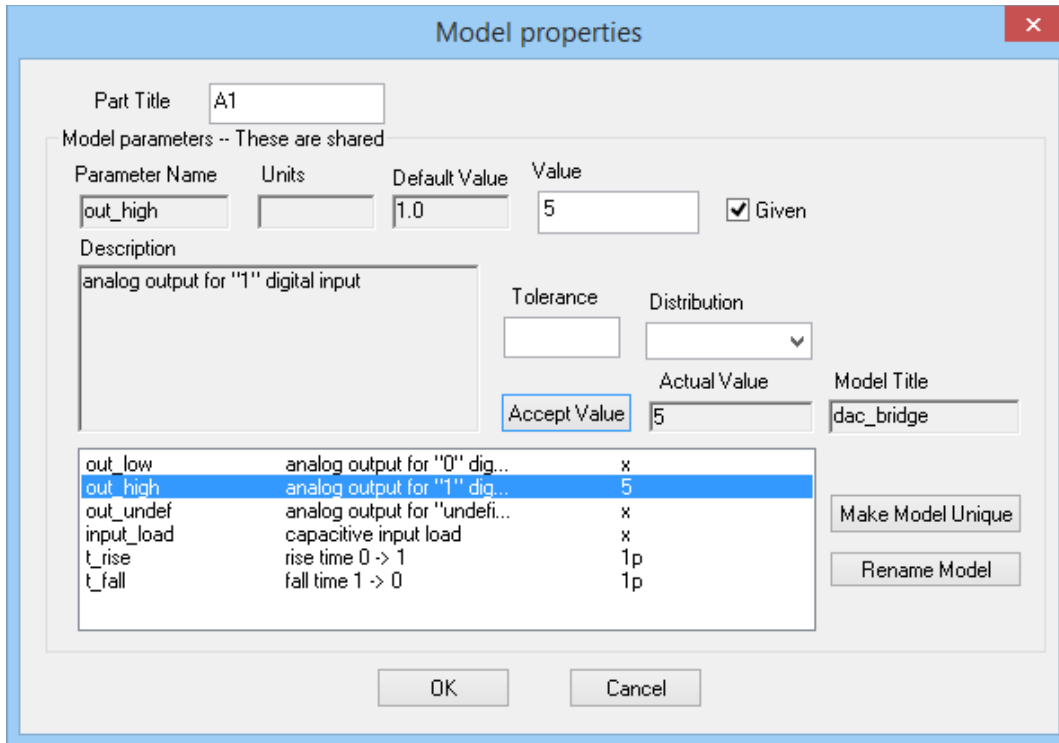 Model properties
Part Title A1
Model parameters -- These are shared
Parameter Name Units Default Value Value
out_high 1.0 5 Given
Description
analog output for "1" digital input
Tolerance Distribution
Actual Value Model Title
Accept Value 5 dac_bridge
out_low analog output for "0" dig... x
out_high analog output for "1" dig... 5
out_undef analog output for "undefi... x
input_load capacitive input load x
t_rise rise time 0 -> 1 1p
t_fall fall time 1 -> 0 1p
Make Model Unique
Rename Model
OK Cancel